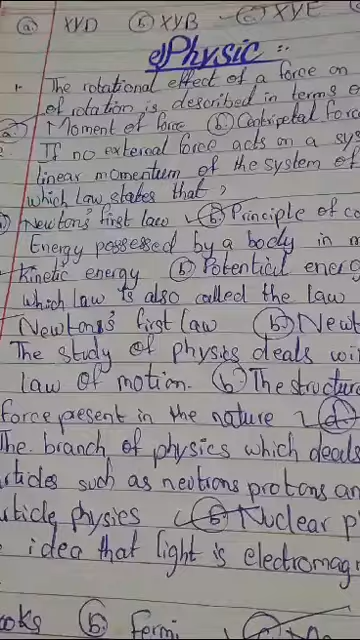 (a) XYD (b) XYB (c) XYE
Physic :-
1. The rotational effect of a force on
of rotation is described in terms
(a) Moment of force (b) Centripetal force
If no external force acts on a sys
linear momentum of the system of
which law states that ,
Newton's first law (b) Principle of co
Energy possessed by a body in m
Kinetic energy (b) Potential energ
which law is also called the law
Newton's first law (b) Newt
The study of physics deals wi
law of motion. (b) The structur
force present in the nature (d)
The branch of physics which deals
rticles such as neutrons protons an
rticle physics (b) Nuclear p
idea that light is electromag
ooks (b) Fermi (c)